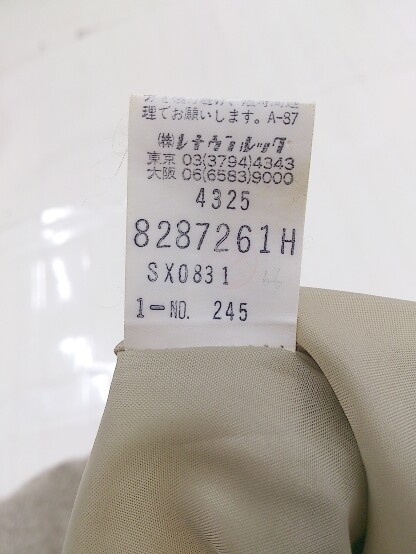 理でお願いします。A-87
(株)レナウンルック
東京 03(3794)4343
大阪 06(6583)9000
4325
8287261H
SX0831
1-NO. 245